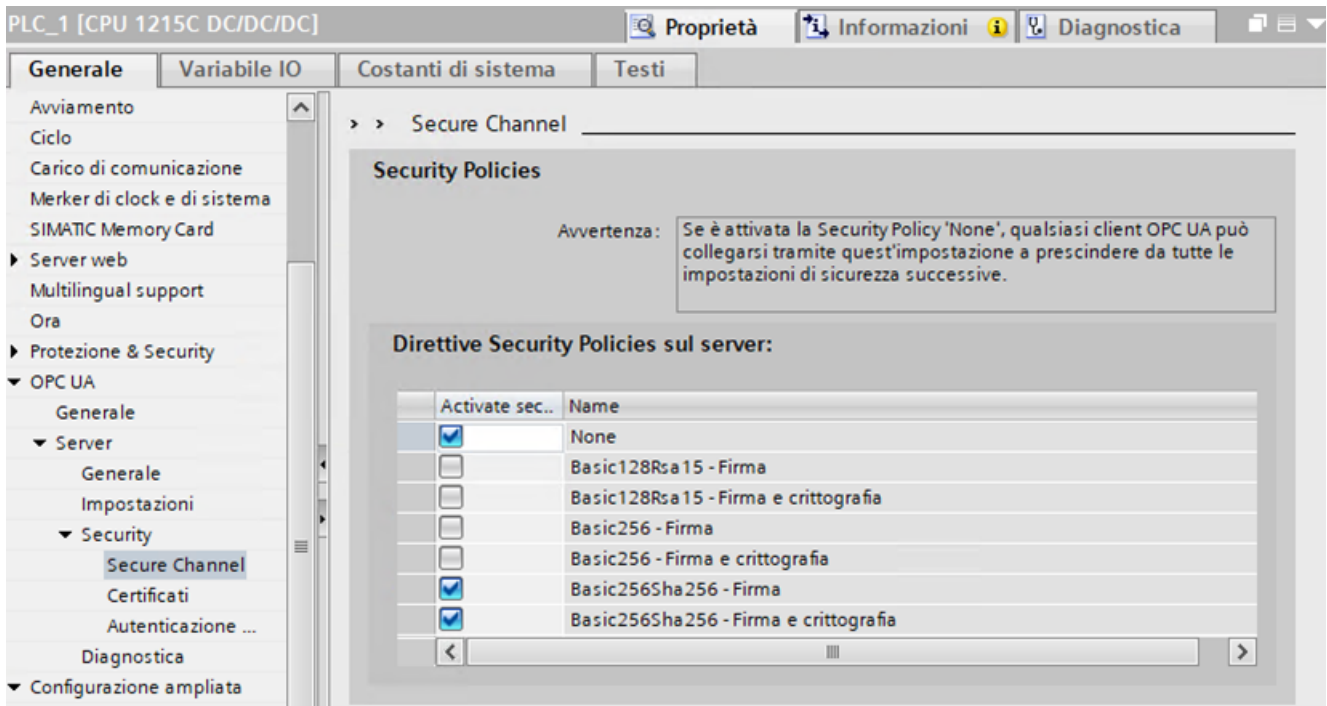 PLC_1 [CPU 1215C DC/DC/DC]
Proprietà
Informazioni
Diagnostica
Generale
Variabile IO
Costanti di sistema
Testi
Avviamento
Ciclo
Carico di comunicazione
Merker di clock e di sistema
SIMATIC Memory Card
Server web
Multilingual support
Ora
Protezione & Security
OPC UA
Generale
Server
Generale
Impostazioni
Security
Secure Channel
Certificati
Autenticazione ...
Diagnostica
Configurazione ampliata
> > Secure Channel
Security Policies
Avvertenza:
Se è attivata la Security Policy 'None', qualsiasi client OPC UA può
collegarsi tramite quest'impostazione a prescindere da tutte le
impostazioni di sicurezza successive.
Direttive Security Policies sul server:
Activate sec.. Name
None
Basic128Rsa15 - Firma
Basic128Rsa15 - Firma e crittografia
Basic256 - Firma
Basic256 - Firma e crittografia
Basic256Sha256 - Firma
Basic256Sha256 - Firma e crittografia